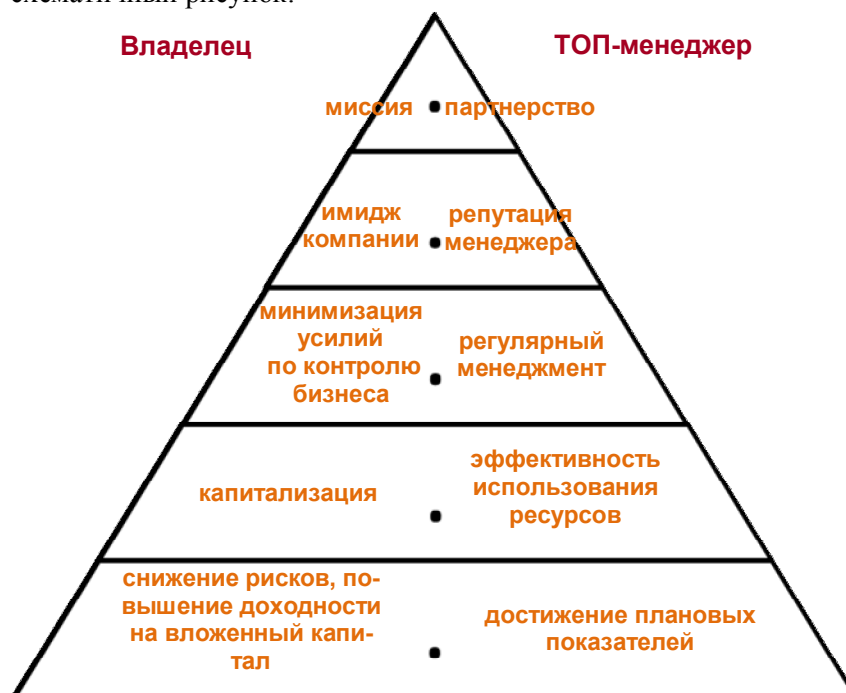 схематичный рисунок:
Владелец
ТОП-менеджер
миссия
партнерство
имидж
компании
репутация
менеджера
минимизация
усилий
по контролю
бизнеса
регулярный
менеджмент
капитализация
эффективность
использования
ресурсов
снижение рисков, по-
вышение доходности
на вложенный капи-
тал
достижение плановых
показателей